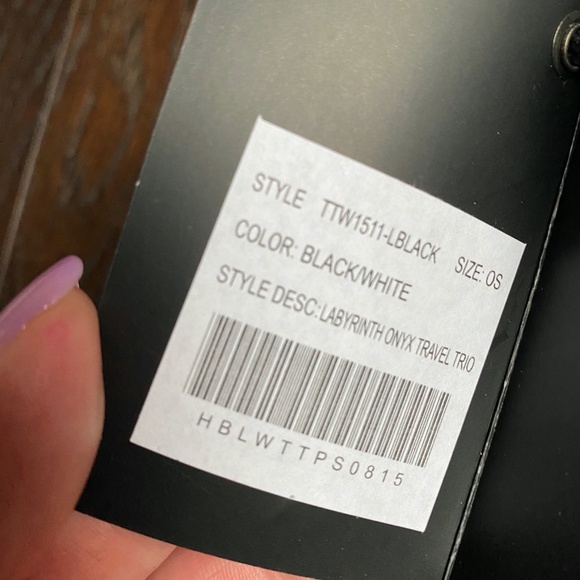 STYLE TTW1511-LBLACK SIZE: OS
COLOR: BLACK/WHITE
STYLE DESC: LABYRINTH ONYX TRAVEL TRIO
HBLWTTPS0815